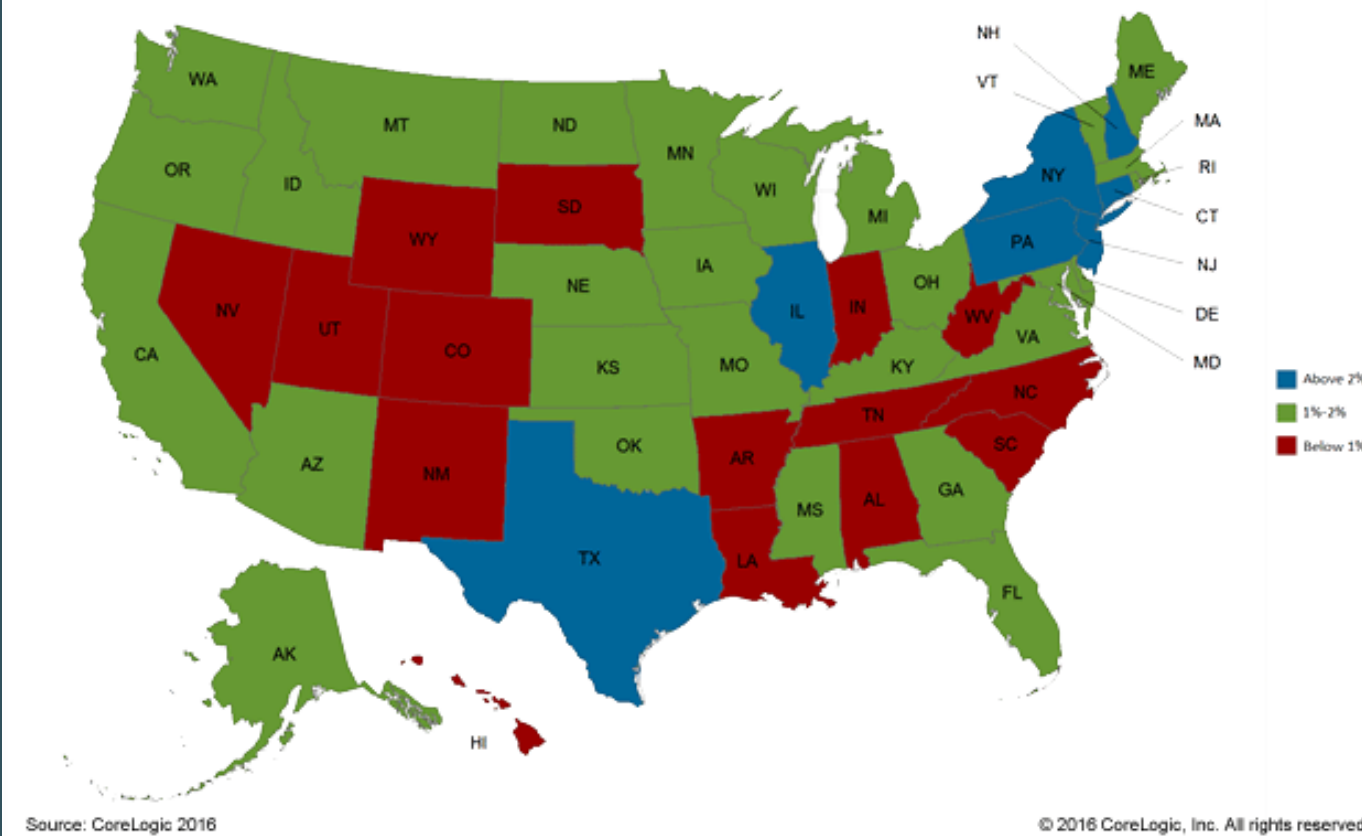 NH
VT
ME
WA
MT
ND
MN
MA
OR
ID
RI
NY
WI
MI
SD
CT
WY
PA
IA
NJ
NE
OH
NV
IL
IN
DE
UT
WV
CO
VA
CA
KS
MO
KY
MD
Above 2%
NC
1%-2%
TN
SC
Below 1%
OK
AR
AZ
NM
GA
AL
MS
TX
LA
FL
AK
HI
Source: CoreLogic 2016
© 2016 CoreLogic, Inc. All rights reserved